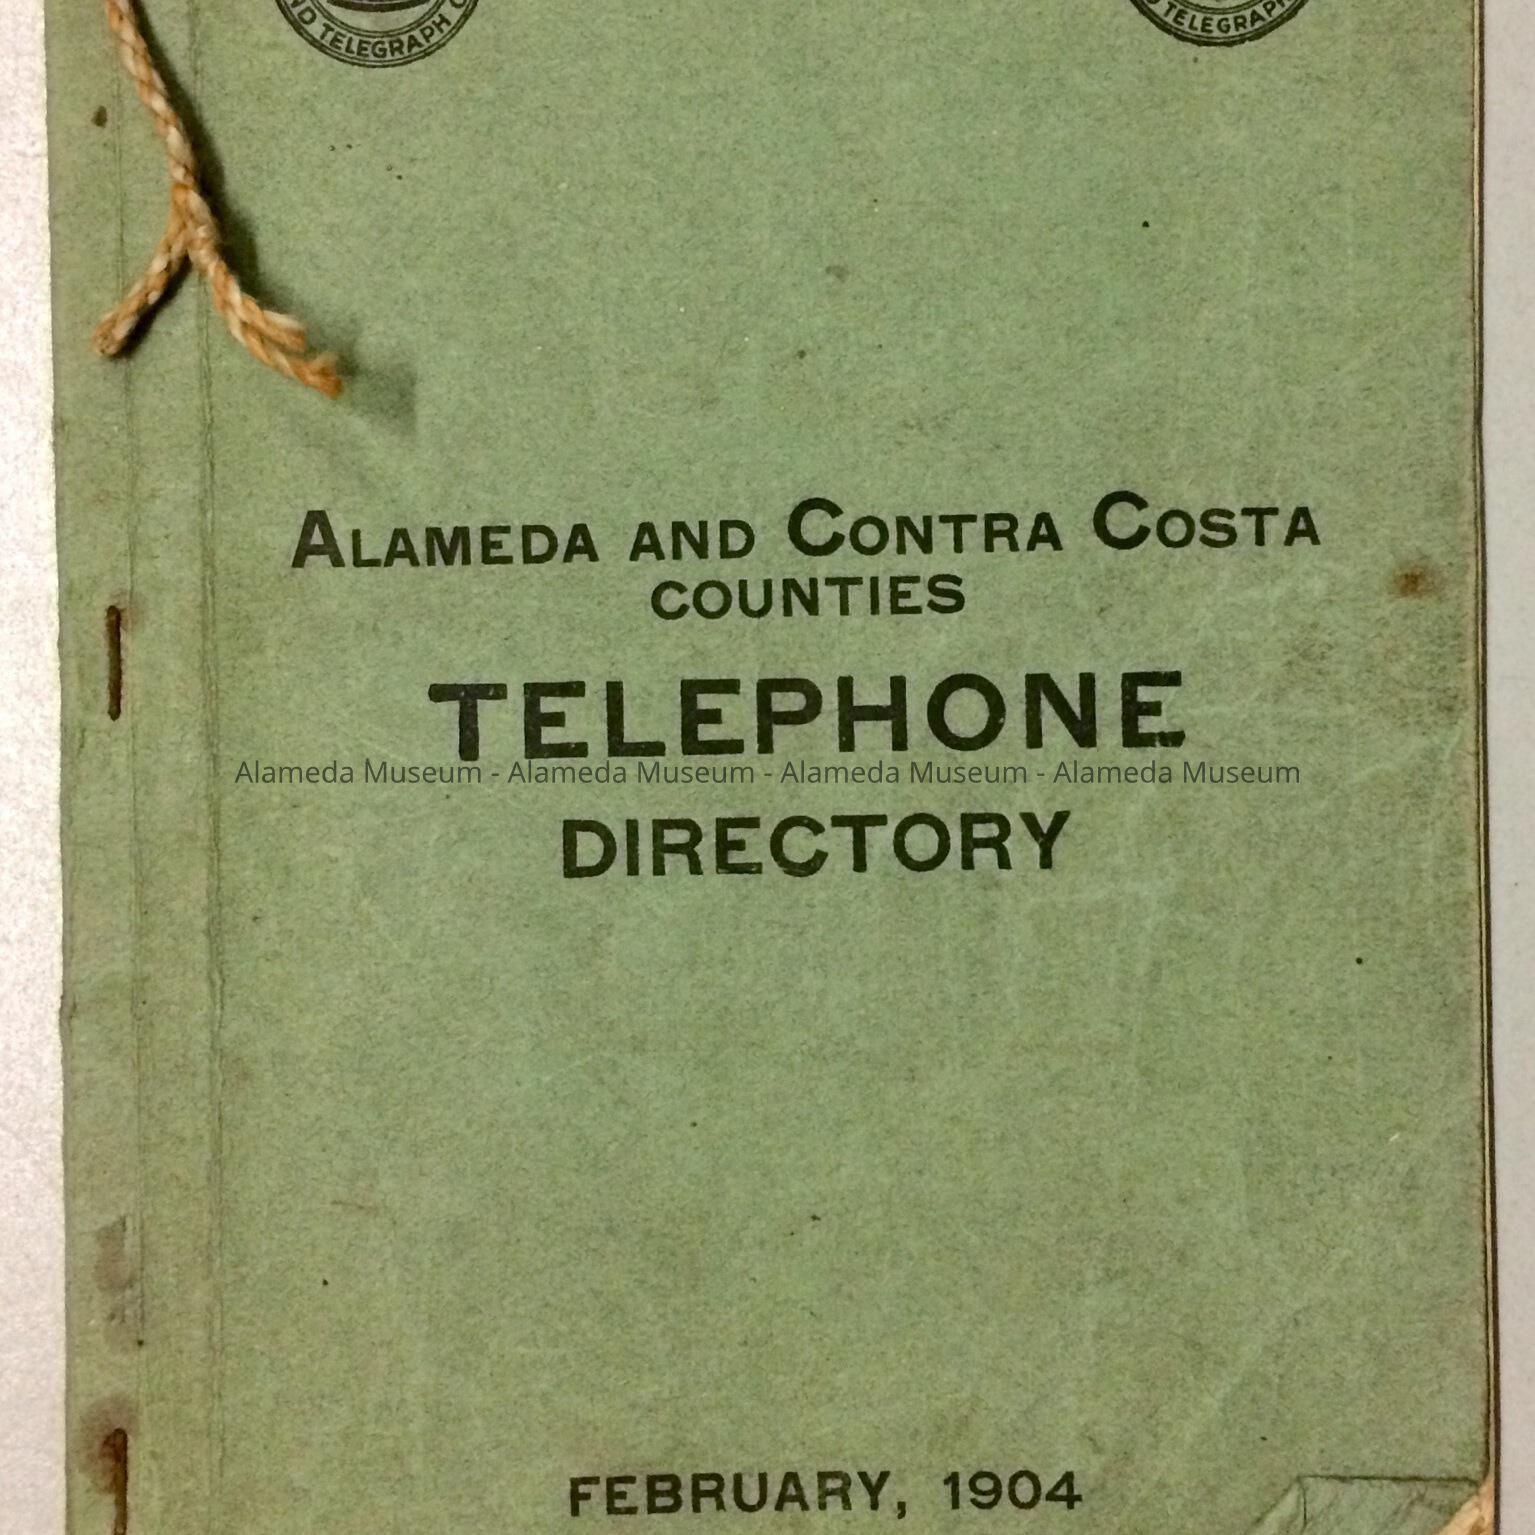 ND TELEGRAPH C
TELEGRAPH
ALAMEDA AND CONTRA COSTA
COUNTIES
TELEPHONE
Alameda Museum - Alameda Museum - Alameda Museum - Alameda Museum
DIRECTORY
FEBRUARY, 1904